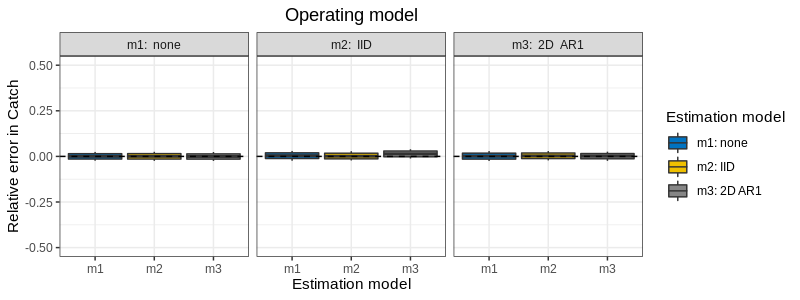 Operating model
m1: none
m2: IID
m3: 2D AR1
Relative error in Catch
0.50
0.25
0.00
-0.25
-0.50
m1 m2 m3
m1 m2 m3
m1 m2 m3
Estimation model
Estimation model
m1: none
m2: IID
m3: 2D AR1